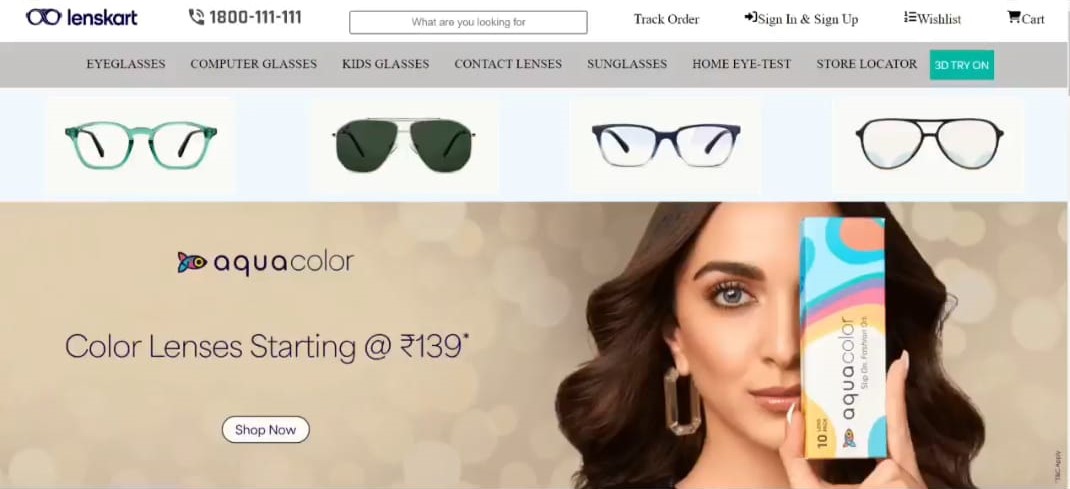 lenskart
1800-111-111
What are you looking for
Track Order
Sign In & Sign Up
Wishlist
Cart
EYEGLASSES
COMPUTER GLASSES
KIDS GLASSES
CONTACT LENSES
SUNGLASSES
HOME EYE-TEST
STORE LOCATOR
3D TRY ON
aquacolor
Color Lenses Starting @ ₹139*
Shop Now
aquacolor
Slip On. Fashion On.
10 LENS PACK
*T&C Apply